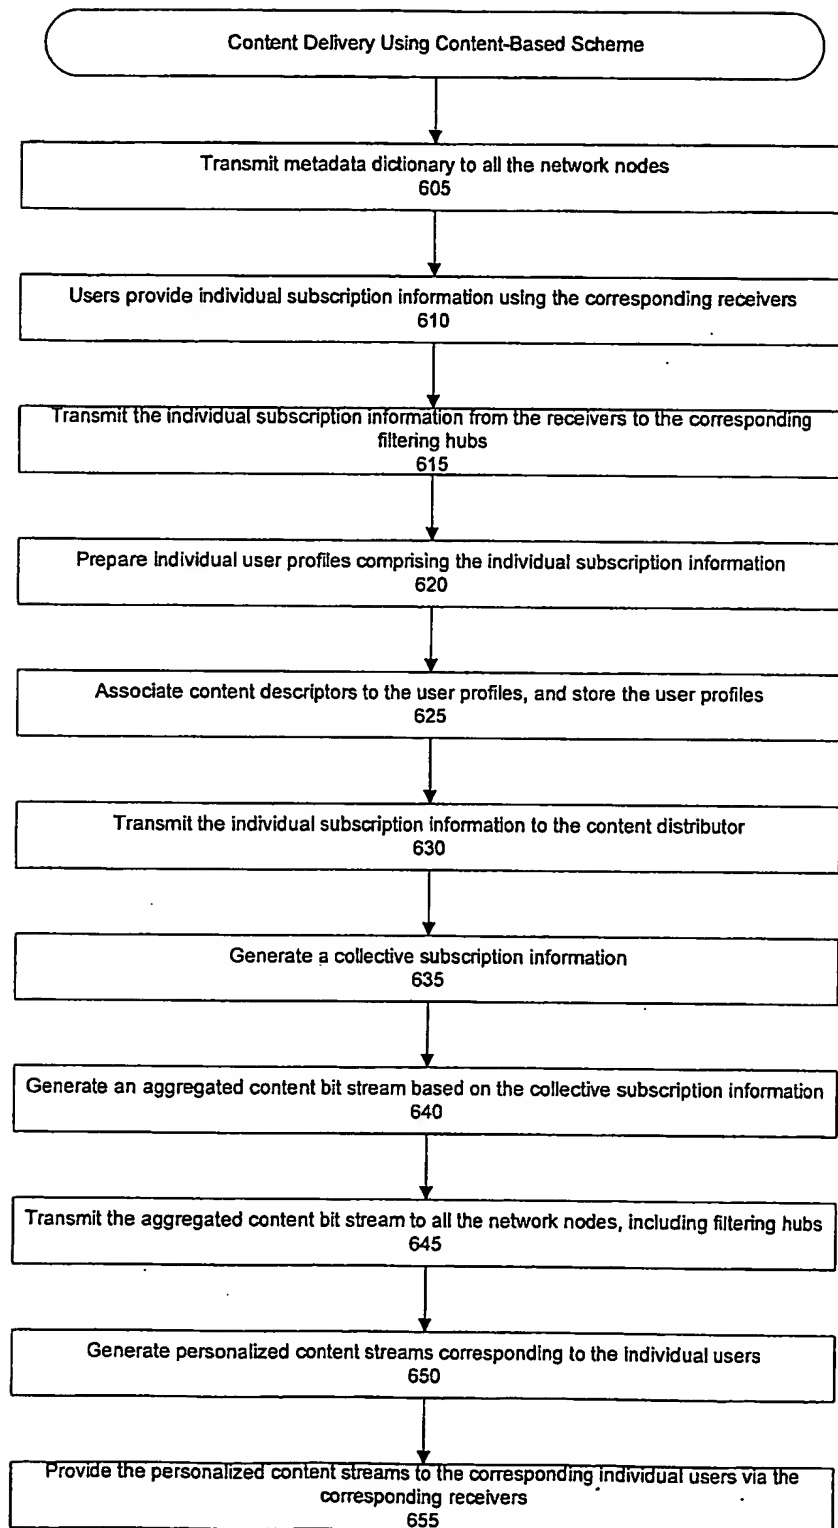 Content Delivery Using Content-Based Scheme
Transmit metadata dictionary to all the network nodes
605
Users provide individual subscription information using the corresponding receivers
610
Transmit the individual subscription information from the receivers to the corresponding
filtering hubs
615
Prepare individual user profiles comprising the individual subscription information
620
Associate content descriptors to the user profiles, and store the user profiles
625
Transmit the individual subscription information to the content distributor
630
Generate a collective subscription information
635
Generate an aggregated content bit stream based on the collective subscription information
640
Transmit the aggregated content bit stream to all the network nodes, including filtering hubs
645
Generate personalized content streams corresponding to the individual users
650
Provide the personalized content streams to the corresponding individual users via the
corresponding receivers
655